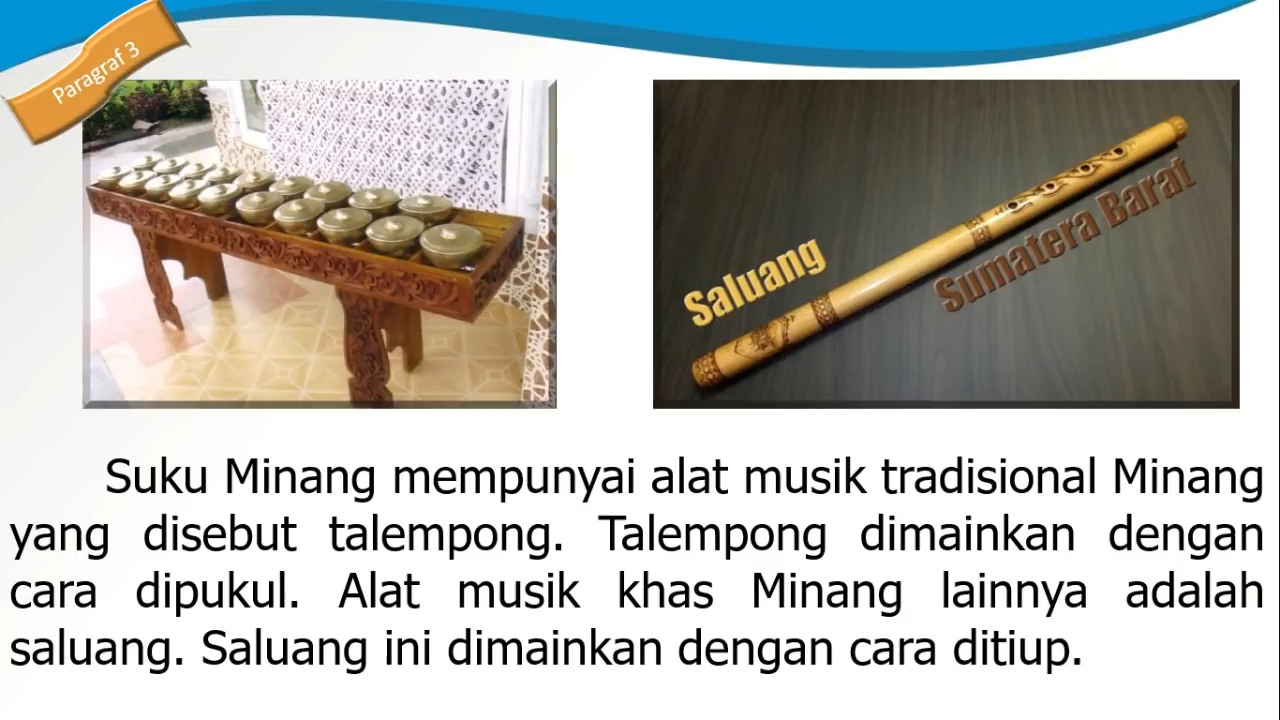 Paragraf 3
Saluang
Sumatera Barat
Suku Minang mempunyai alat musik tradisional Minang
yang disebut talempong. Talempong dimainkan dengan
cara dipukul. Alat musik khas Minang lainnya adalah
saluang. Saluang ini dimainkan dengan cara ditiup.